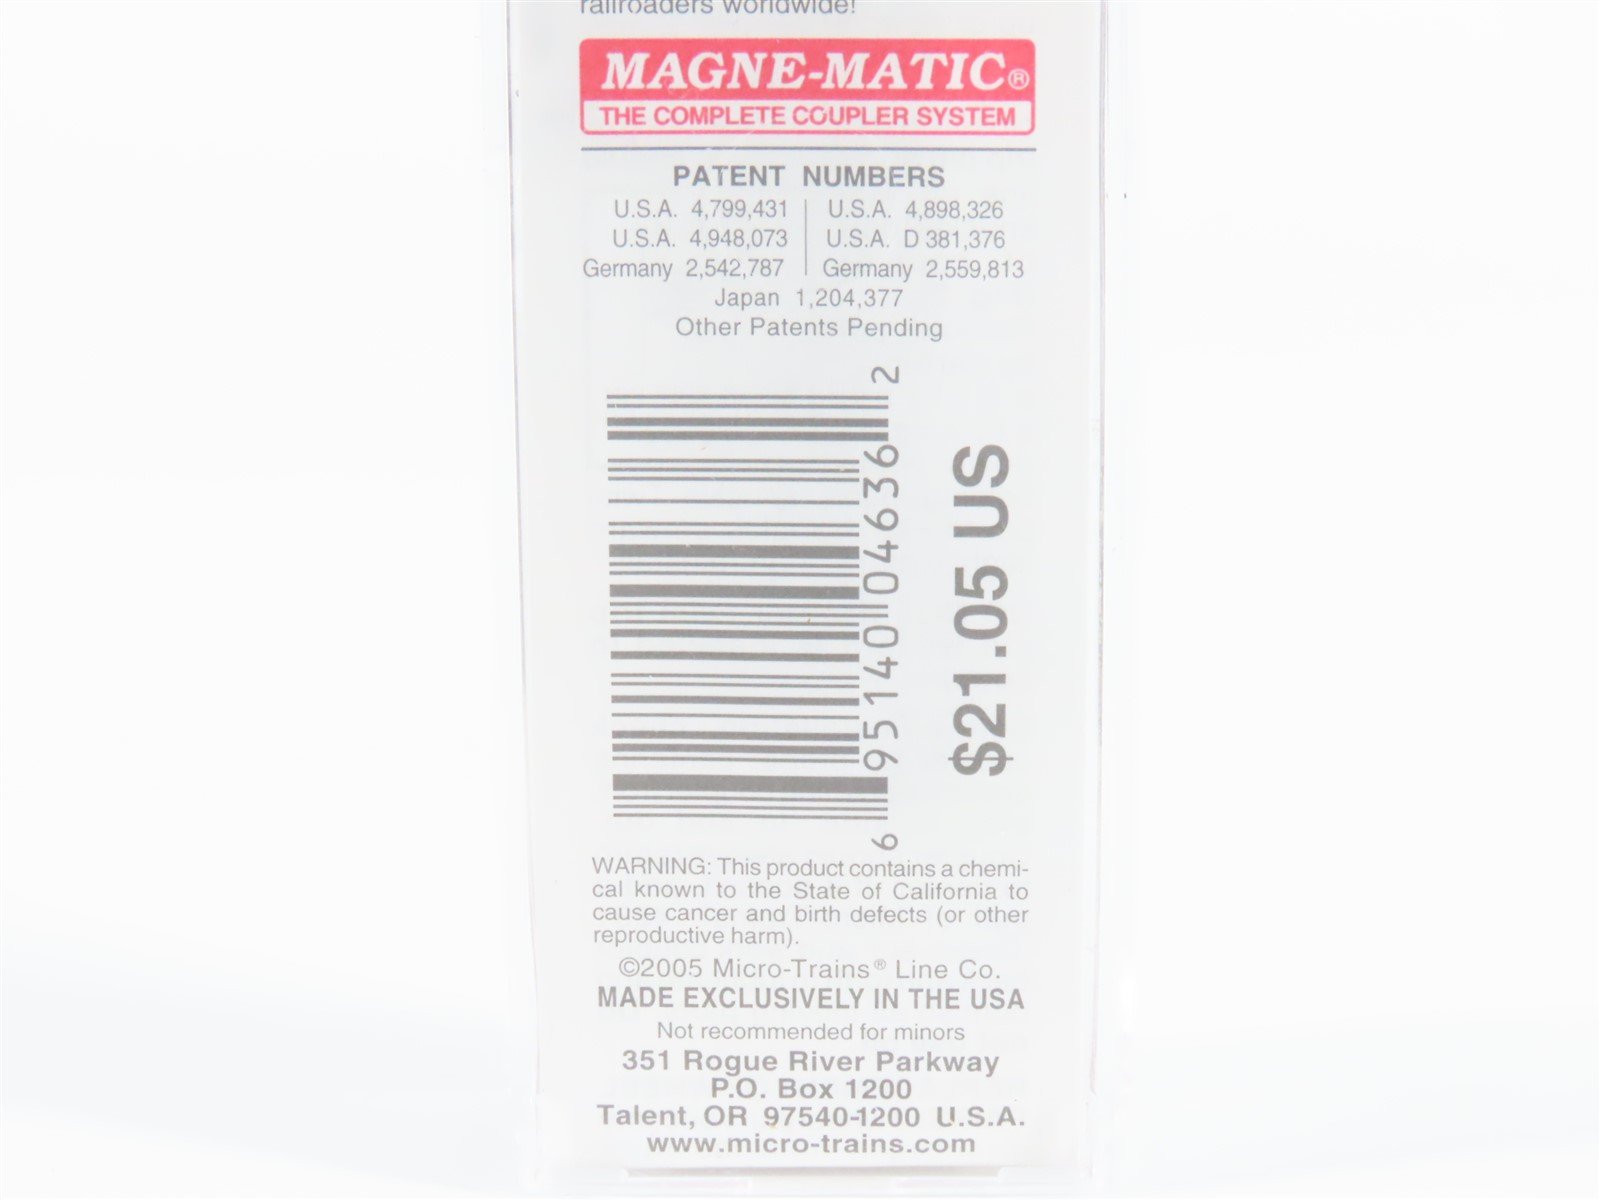 railroaders worldwide!
MAGNE-MATIC®
THE COMPLETE COUPLER SYSTEM
PATENT NUMBERS
U.S.A. 4,799,431 U.S.A. 4,898,326
U.S.A. 4,948,073 U.S.A. D 381,376
Germany 2,542,787 Germany 2,559,813
Japan 1,204,377
Other Patents Pending
6 95140 04636 2
$21.05 US
WARNING: This product contains a chemi-
cal known to the State of California to
cause cancer and birth defects (or other
reproductive harm).
©2005 Micro-Trains® Line Co.
MADE EXCLUSIVELY IN THE USA
Not recommended for minors
351 Rogue River Parkway
P.O. Box 1200
Talent, OR 97540-1200 U.S.A.
www.micro-trains.com